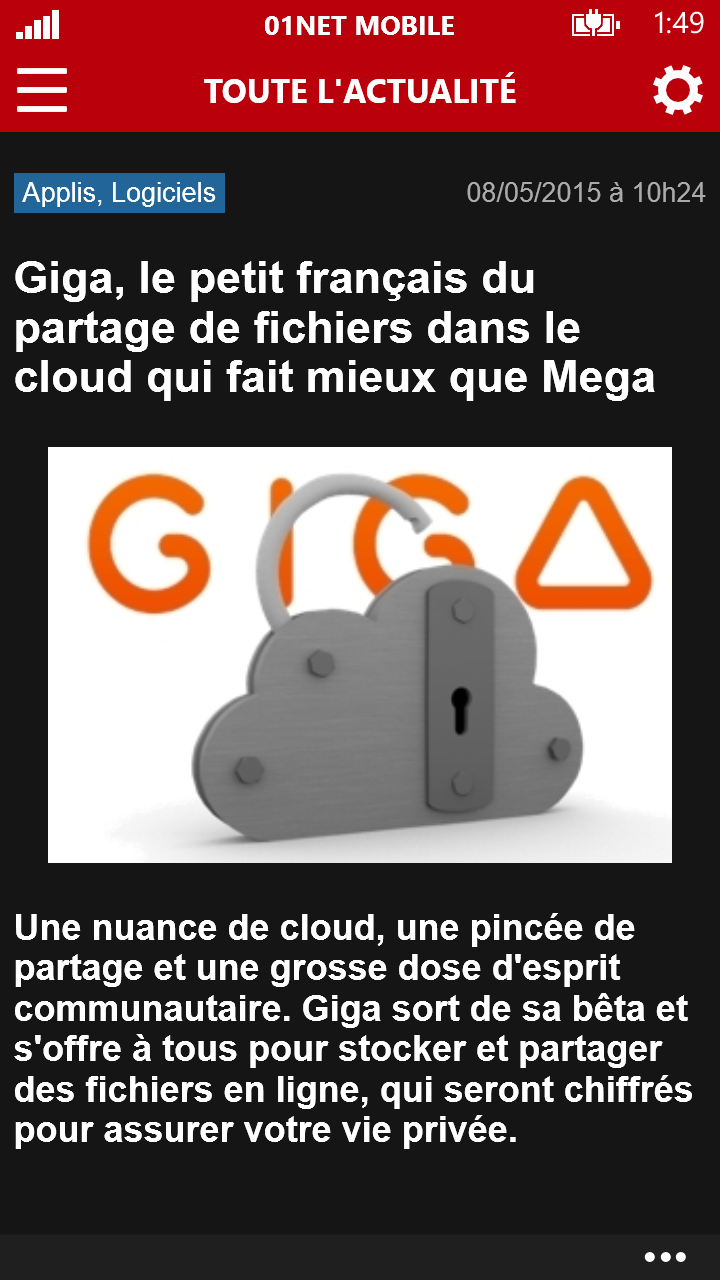 01NET MOBILE 1:49
TOUTE L'ACTUALITÉ
Applis, Logiciels 08/05/2015 à 10h24
Giga, le petit français du
partage de fichiers dans le
cloud qui fait mieux que Mega
GIGA
Une nuance de cloud, une pincée de
partage et une grosse dose d'esprit
communautaire. Giga sort de sa bêta et
s'offre à tous pour stocker et partager
des fichiers en ligne, qui seront chiffrés
pour assurer votre vie privée.